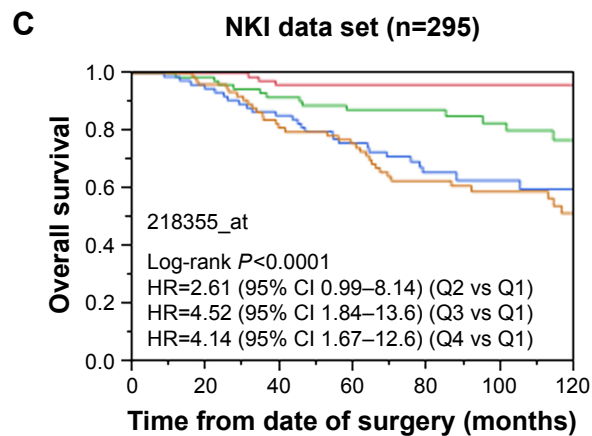 C
NKI data set (n=295)
Overall survival
1.0
0.8
0.6
0.4
0.2
0.0
218355_at
Log-rank P<0.0001
HR=2.61 (95% CI 0.99–8.14) (Q2 vs Q1)
HR=4.52 (95% CI 1.84–13.6) (Q3 vs Q1)
HR=4.14 (95% CI 1.67–12.6) (Q4 vs Q1)
0 20 40 60 80 100 120
Time from date of surgery (months)